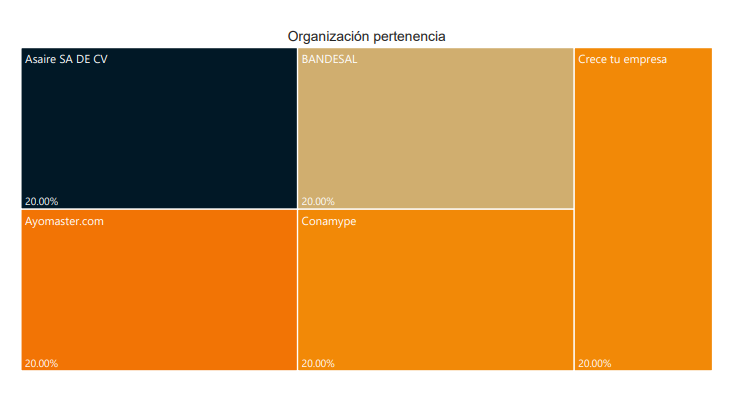 Organización pertenencia
Asaire SA DE CV
20.00%
BANDESAL
20.00%
Crece tu empresa
20.00%
Ayomaster.com
20.00%
Conamype
20.00%